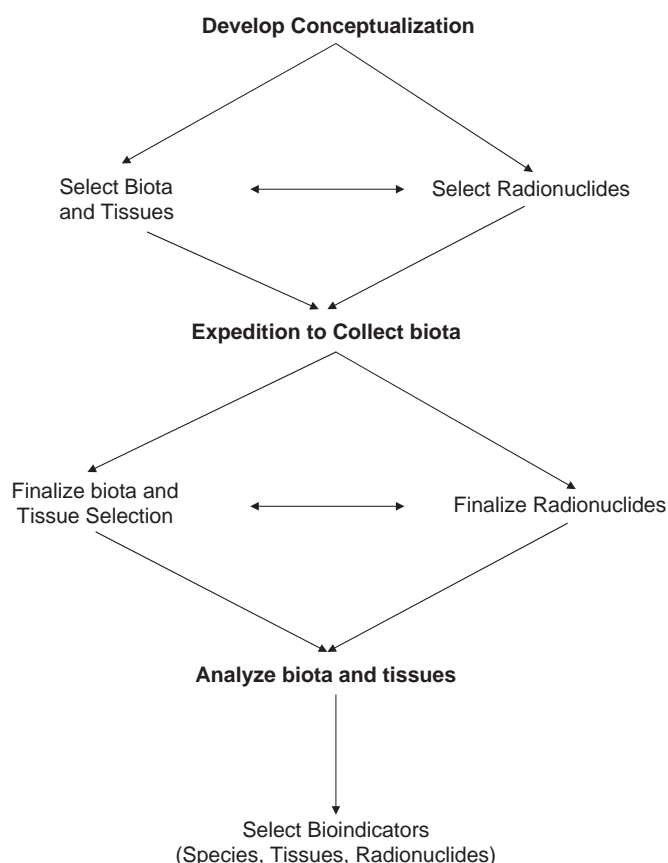 Develop Conceptualization
Select Biota
and Tissues
Select Radionuclides
Expedition to Collect biota
Finalize biota and
Tissue Selection
Finalize Radionuclides
Analyze biota and tissues
Select Bioindicators
(Species, Tissues, Radionuclides)